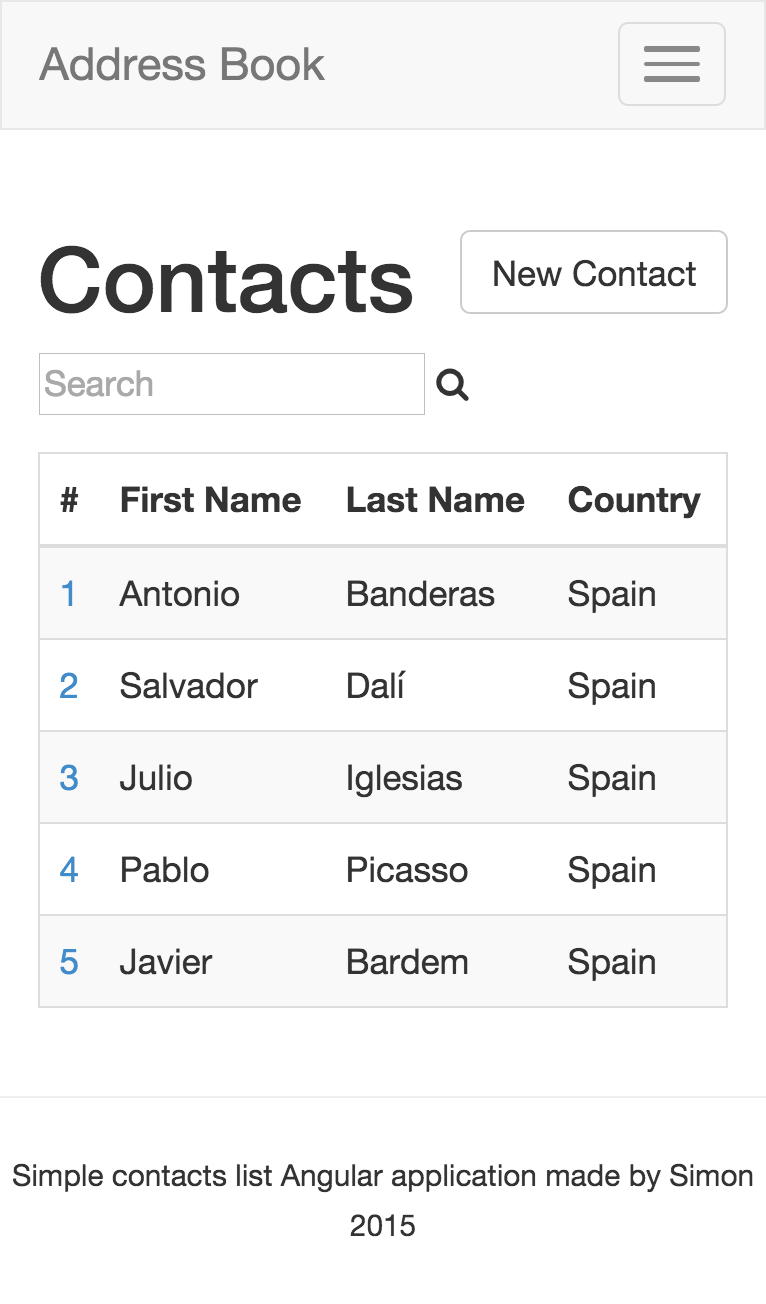 Address Book
Contacts
New Contact
Search
# First Name Last Name Country
1 Antonio Banderas Spain
2 Salvador Dalí Spain
3 Julio Iglesias Spain
4 Pablo Picasso Spain
5 Javier Bardem Spain
Simple contacts list Angular application made by Simon
2015